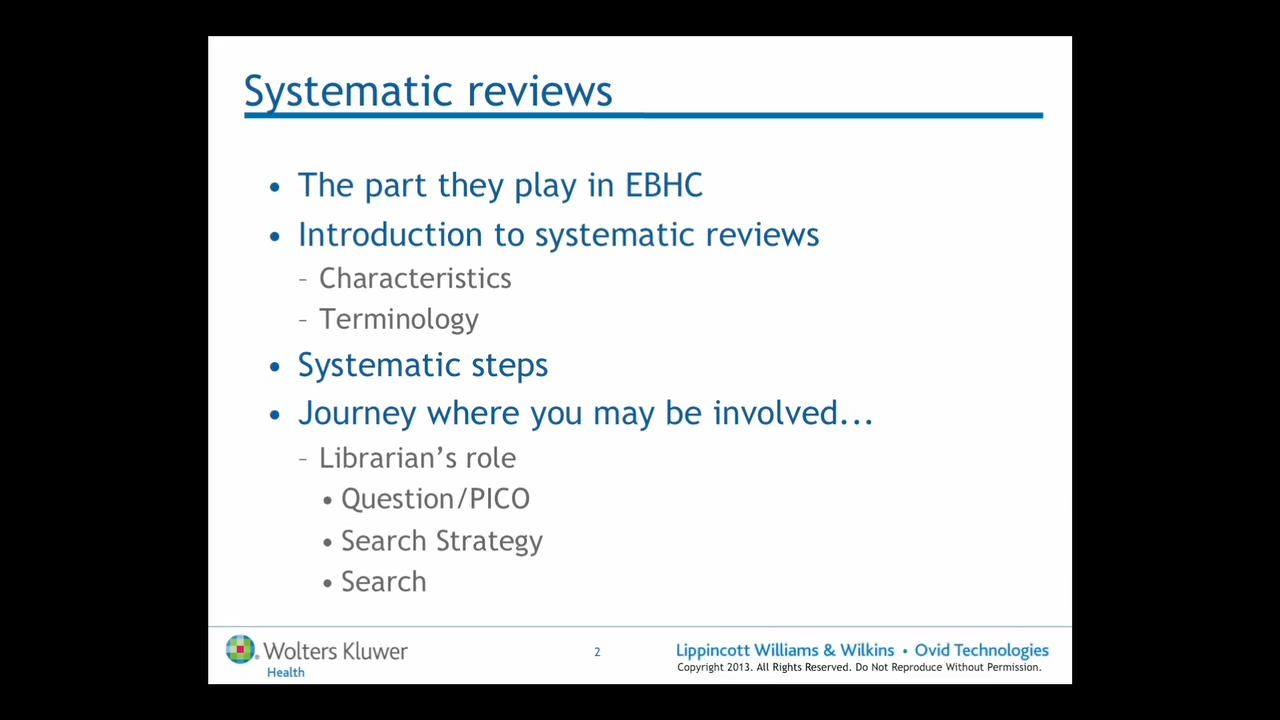 Systematic reviews
• The part they play in EBHC
• Introduction to systematic reviews
– Characteristics
– Terminology
• Systematic steps
• Journey where you may be involved...
– Librarian’s role
• Question/PICO
• Search Strategy
• Search
Wolters Kluwer
Health
2
Lippincott Williams & Wilkins • Ovid Technologies
Copyright 2013. All Rights Reserved. Do Not Reproduce Without Permission.